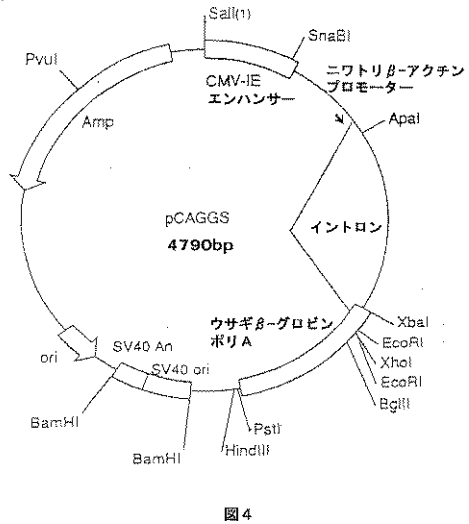 SalI(1)
SnaBI
PvuI
CMV-IE
エンハンサー
ニワトリβ-アクチン
プロモーター
ApaI
Amp
pCAGGS
4790bp
イントロン
ウサギβ-グロビン
ポリA
XbaI
EcoRI
XhoI
EcoRI
BglII
ori
SV40 An
SV40 ori
PstI
HindIII
BamHI
BamHI
図4